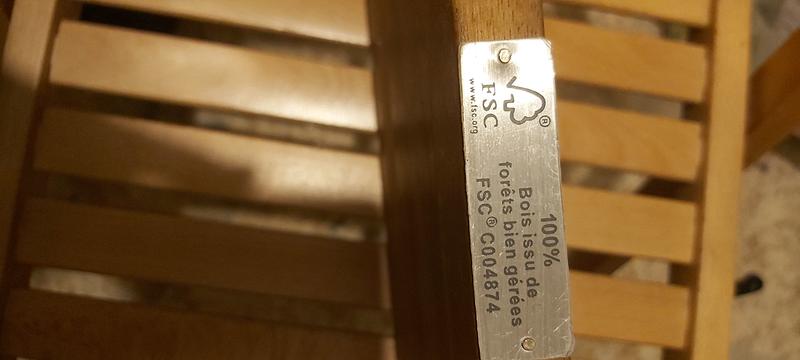 ®
FSC
www.fsc.org
100%
Bois issu de
forêts bien gérées
FSC® C004874